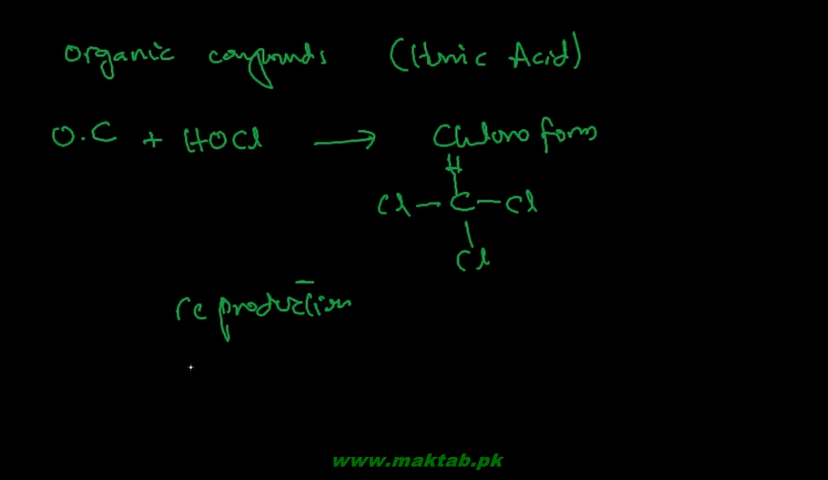 Organic compounds (Humic Acid)
O.C + HOCl → Chloroform
H
Cl – C – Cl
Cl
reproduction
www.maktab.pk